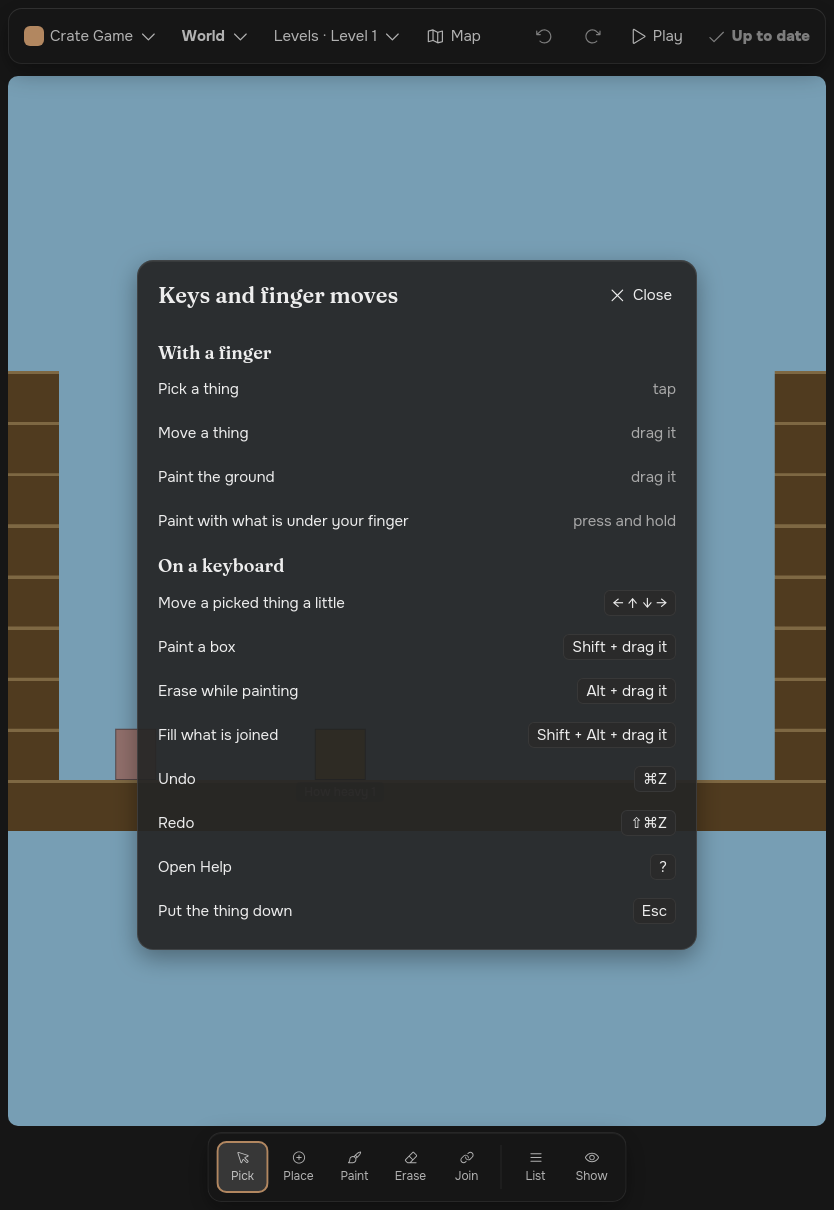 Crate Game World Levels · Level 1 Map Play Up to date
Keys and finger moves Close
With a finger
Pick a thing tap
Move a thing drag it
Paint the ground drag it
Paint with what is under your finger press and hold
On a keyboard
Move a picked thing a little ← ↑ ↓ →
Paint a box Shift + drag it
Erase while painting Alt + drag it
Fill what is joined Shift + Alt + drag it
Undo ⌘Z
Redo ⇧⌘Z
Open Help ?
Put the thing down Esc
Pick Place Paint Erase Join List Show